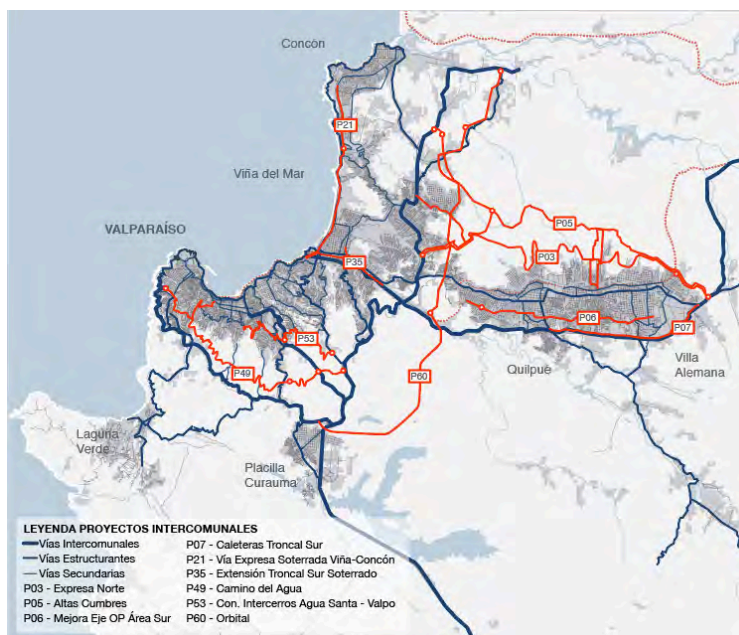 Concón
P21
Viña del Mar
VALPARAÍSO
P05
P35
P03
P06
P53
P07
P49
P60
Villa
Alemana
Quilpué
Laguna
Verde
Placilla
Curauma
LEYENDA PROYECTOS INTERCOMUNALES
Vías Intercomunales
Vías Estructurantes
Vías Secundarias
P03 - Expresa Norte
P05 - Altas Cumbres
P06 - Mejora Eje OP Área Sur
P07 - Caleteras Troncal Sur
P21 - Vía Expresa Soterrada Viña-Concón
P35 - Extensión Troncal Sur Soterrado
P49 - Camino del Agua
P53 - Con. Intercerros Agua Santa - Valpo
P60 - Orbital